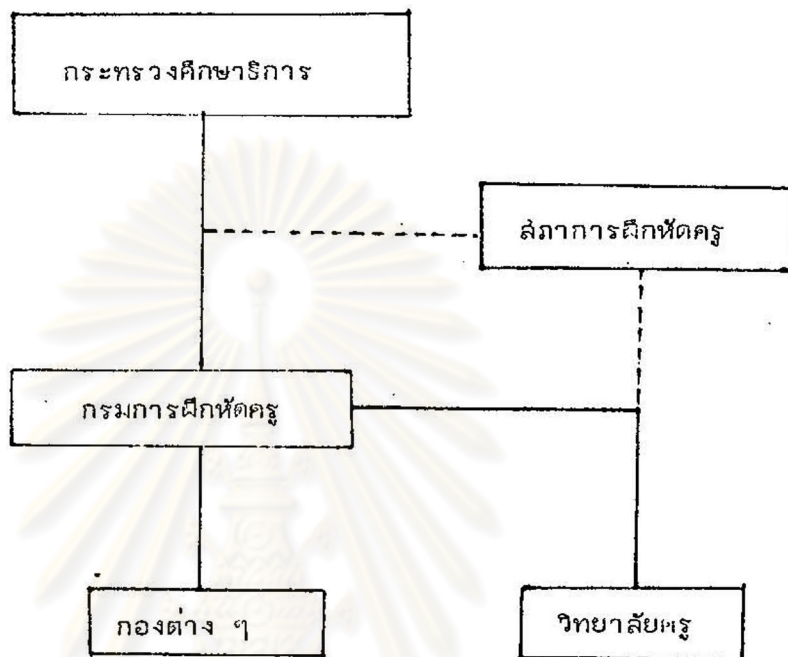 กระทรวงศึกษาธิการ
สภาการฝึกหัดครู
กรมการฝึกหัดครู
กองต่าง ๆ
วิทยาลัยครู